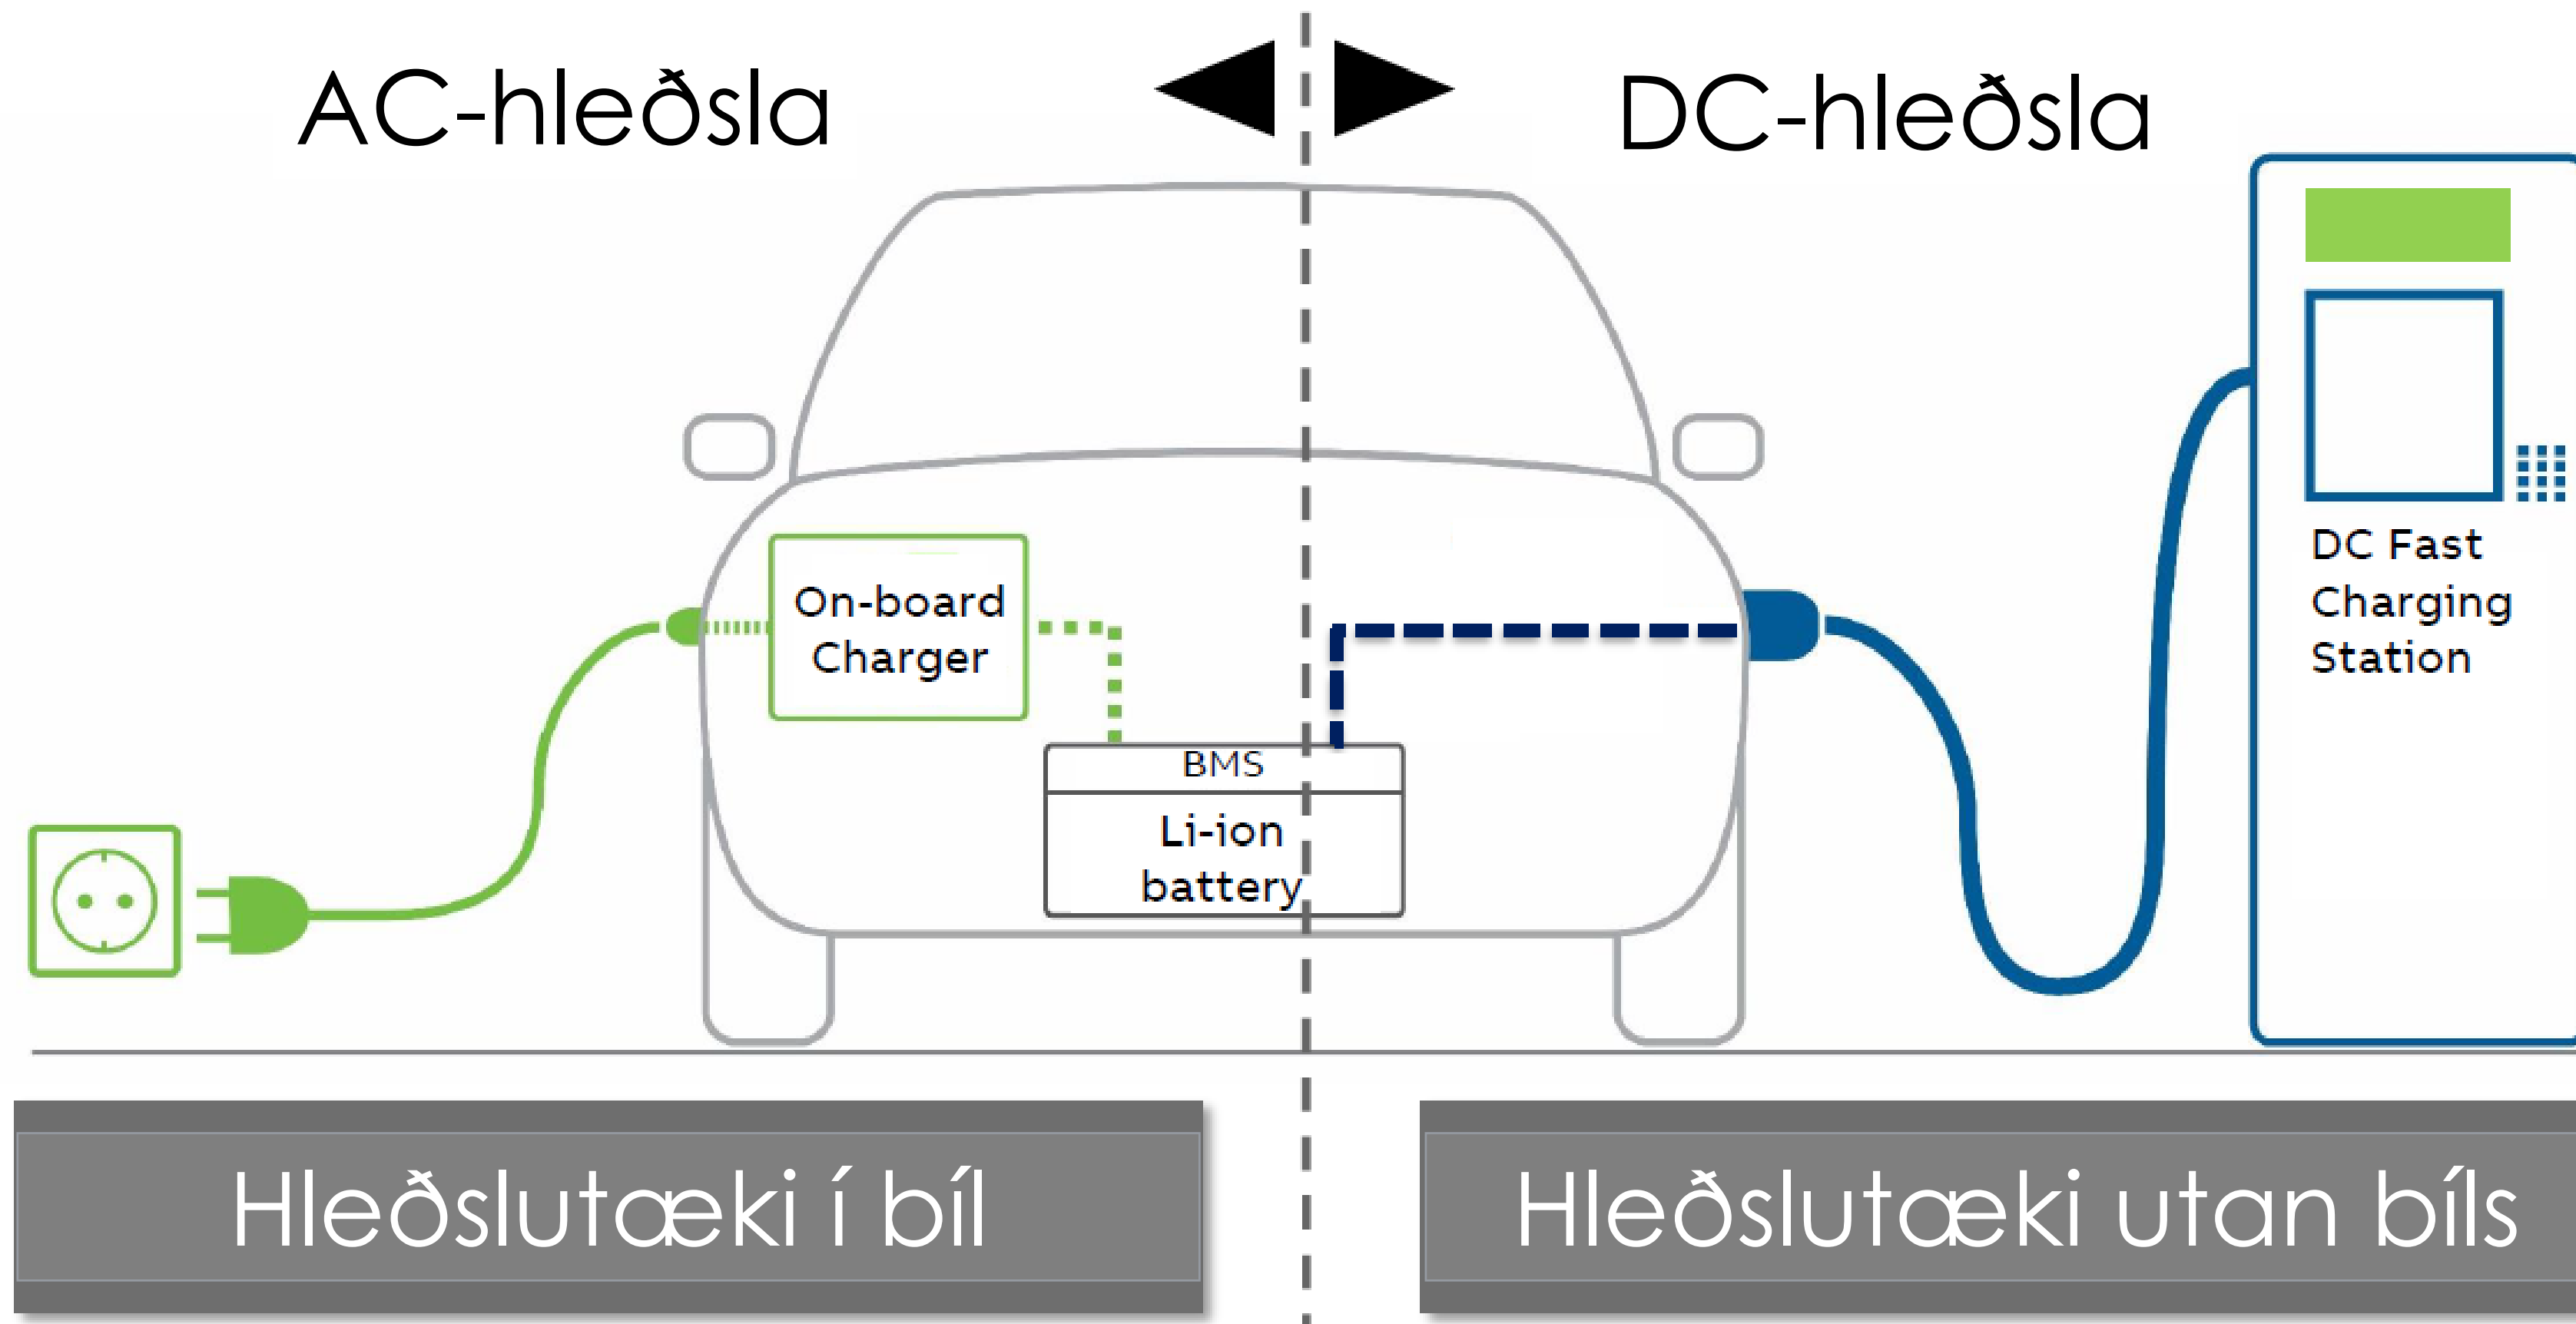 AC-hleðsla
DC-hleðsla
On-board
Charger
DC Fast
Charging
Station
BMS
Li-ion
battery
Hleðslutæki í bíl
Hleðslutæki utan bíls